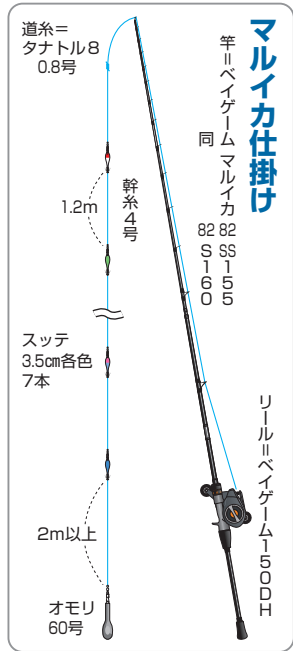 マルイカ仕掛け
竿=ベイゲーム マルイカ 82 SS155
同 82 S160
道糸=
タナトル8
0.8号
幹糸4号
1.2m
スッテ
3.5cm各色
7本
リール=ベイゲーム150DH
2m以上
オモリ
60号